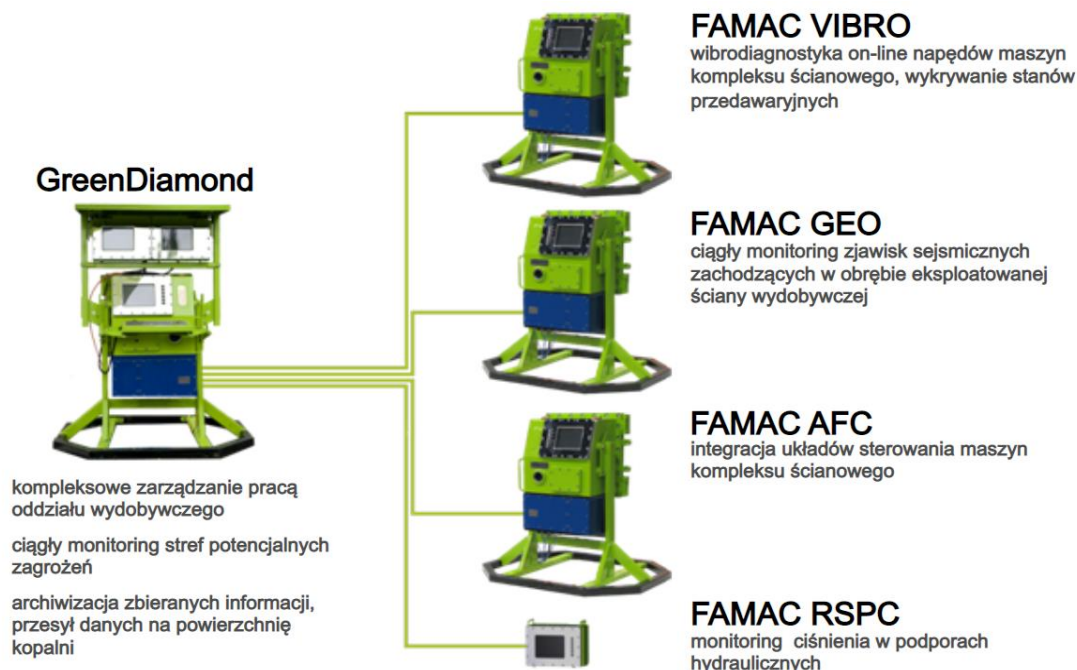 GreenDiamond
kompleksowe zarządzanie pracą
oddziału wydobywczego
ciągły monitoring stref potencjalnych
zagrożeń
archiwizacja zbieranych informacji,
przesył danych na powierzchnię
kopalni
FAMAC VIBRO
wibrodiagnostyka on-line napędów maszyn
kompleksu ścianowego, wykrywanie stanów
przedawaryjnych
FAMAC GEO
ciągły monitoring zjawisk sejsmicznych
zachodzących w obrębie eksploatowanej
ściany wydobywczej
FAMAC AFC
integracja układów sterowania maszyn
kompleksu ścianowego
FAMAC RSPC
monitoring ciśnienia w podporach
hydraulicznych